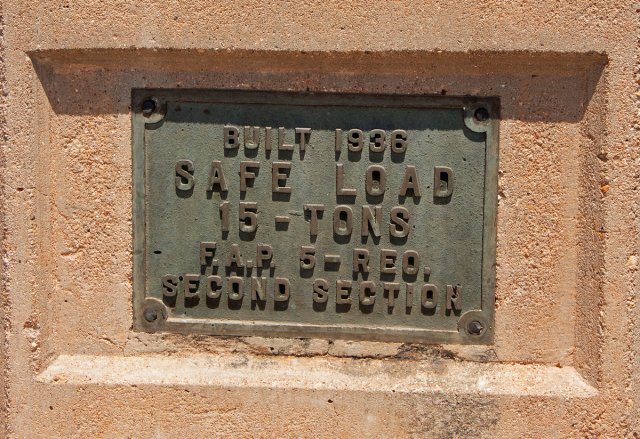 BUILT 1936
SAFE LOAD
15-TONS
F.A.P. 5-REO.
SECOND SECTION